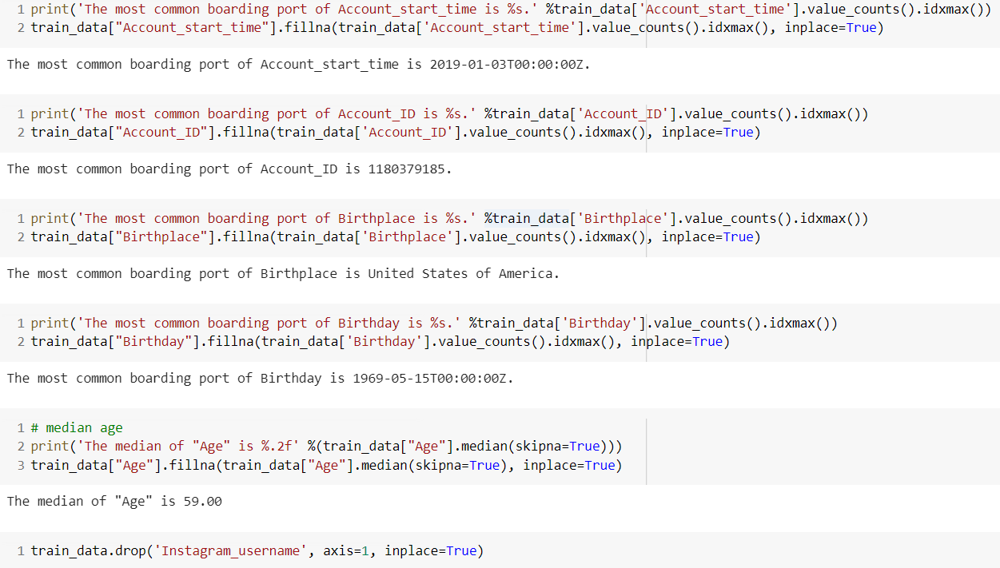 1 print('The most common boarding port of Account_start_time is %s.' %train_data['Account_start_time'].value_counts().idxmax())
2 train_data["Account_start_time"].fillna(train_data['Account_start_time'].value_counts().idxmax(), inplace=True)
The most common boarding port of Account_start_time is 2019-01-03T00:00:00Z.
1 print('The most common boarding port of Account_ID is %s.' %train_data['Account_ID'].value_counts().idxmax())
2 train_data["Account_ID"].fillna(train_data['Account_ID'].value_counts().idxmax(), inplace=True)
The most common boarding port of Account_ID is 1180379185.
1 print('The most common boarding port of Birthplace is %s.' %train_data['Birthplace'].value_counts().idxmax())
2 train_data["Birthplace"].fillna(train_data['Birthplace'].value_counts().idxmax(), inplace=True)
The most common boarding port of Birthplace is United States of America.
1 print('The most common boarding port of Birthday is %s.' %train_data['Birthday'].value_counts().idxmax())
2 train_data["Birthday"].fillna(train_data['Birthday'].value_counts().idxmax(), inplace=True)
The most common boarding port of Birthday is 1969-05-15T00:00:00Z.
1 # median age
2 print('The median of "Age" is %.2f' %(train_data["Age"].median(skipna=True)))
3 train_data["Age"].fillna(train_data["Age"].median(skipna=True), inplace=True)
The median of "Age" is 59.00
1 train_data.drop('Instagram_username', axis=1, inplace=True)